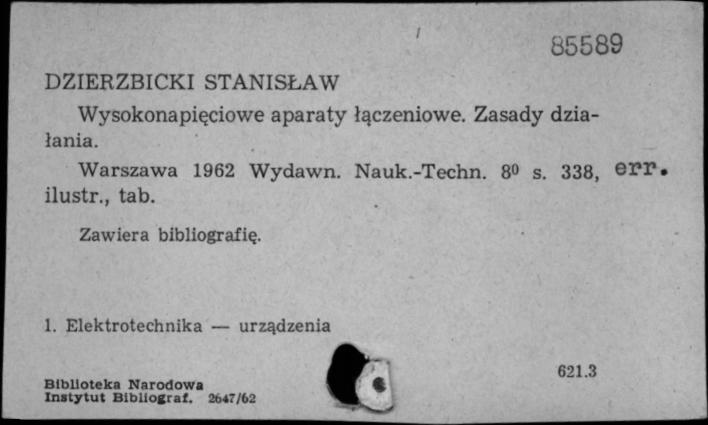 85589
DZIERZBICKI STANISŁAW
Wysokonapięciowe aparaty łączeniowe. Zasady dzia-
łania.
Warszawa 1962 Wydawn. Nauk.-Techn. 8⁰ s. 338, err.
ilustr., tab.
Zawiera bibliografię.
1. Elektrotechnika — urządzenia
621.3
Biblioteka Narodowa
Instytut Bibliograf. 2647/62